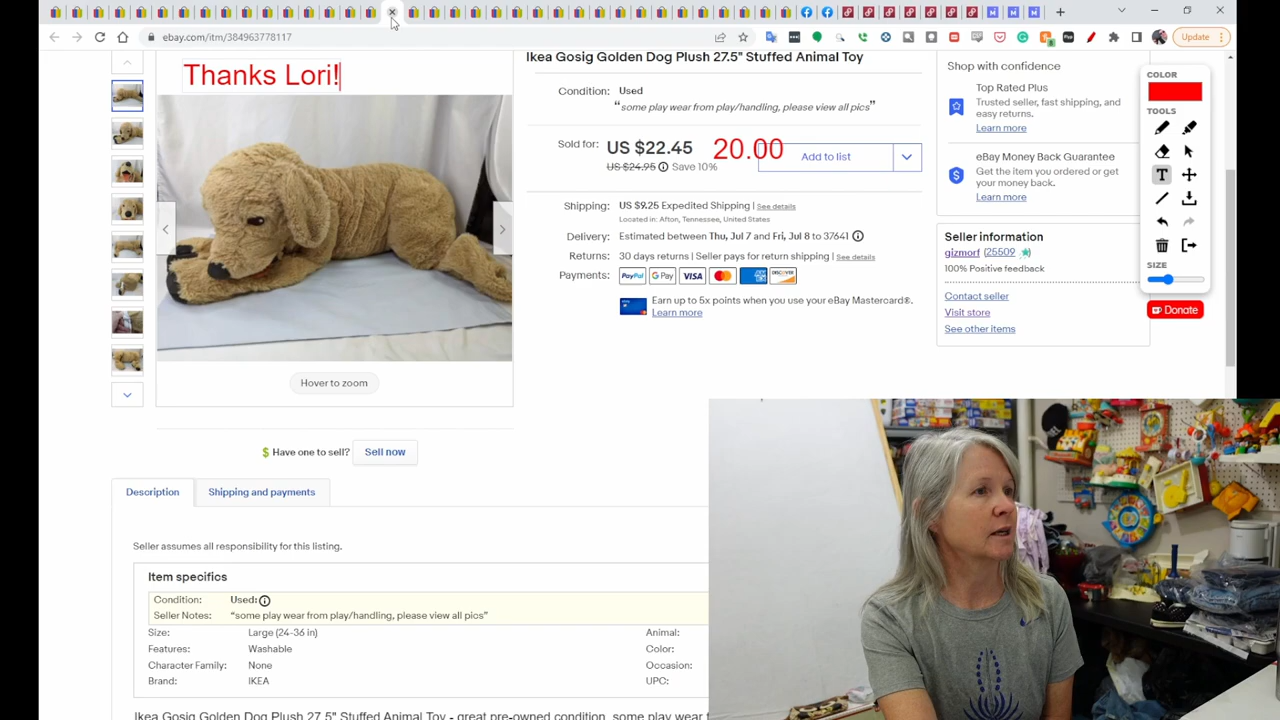 ebay.com/itm/384963778117
Update
Thanks Lori!
Ikea Gosig Golden Dog Plush 27.5" Stuffed Animal Toy
Condition: Used
"some play wear from play/handling, please view all pics"
Sold for: US $22.45
20.00
US $24.95 Save 10%
Add to list
Shipping: US $9.25 Expedited Shipping | See details
Located in: Afton, Tennessee, United States
Delivery: Estimated between Thu, Jul 7 and Fri, Jul 8 to 37641
Returns: 30 days returns | Seller pays for return shipping | See details
Payments: PayPal G Pay VISA DISCOVER
Earn up to 5x points when you use your eBay Mastercard®.
Learn more
Shop with confidence
Top Rated Plus
Trusted seller, fast shipping, and
easy returns.
Learn more
eBay Money Back Guarantee
Get the item you ordered or get
your money back.
Learn more
Seller information
gizmorf (25509)
100% Positive feedback
Contact seller
Visit store
See other items
COLOR
TOOLS
T
SIZE
Donate
Hover to zoom
$ Have one to sell? Sell now
Description
Shipping and payments
Seller assumes all responsibility for this listing.
Item specifics
Condition: Used:
Seller Notes: "some play wear from play/handling, please view all pics"
Size: Large (24-36 in)
Animal:
Features: Washable
Color:
Character Family: None
Occasion:
Brand: IKEA
UPC:
Ikea Gosig Golden Dog Plush 27.5" Stuffed Animal Toy - great pre-owned condition, some play wear f